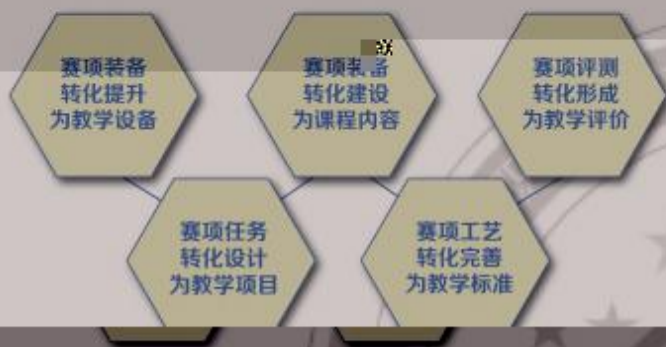 赛项装备
转化提升
为教学设备
赛项装备
转化建设
为课程内容
赛项评测
转化形成
为教学评价
赛项任务
转化设计
为教学项目
赛项工艺
转化完善
为教学标准